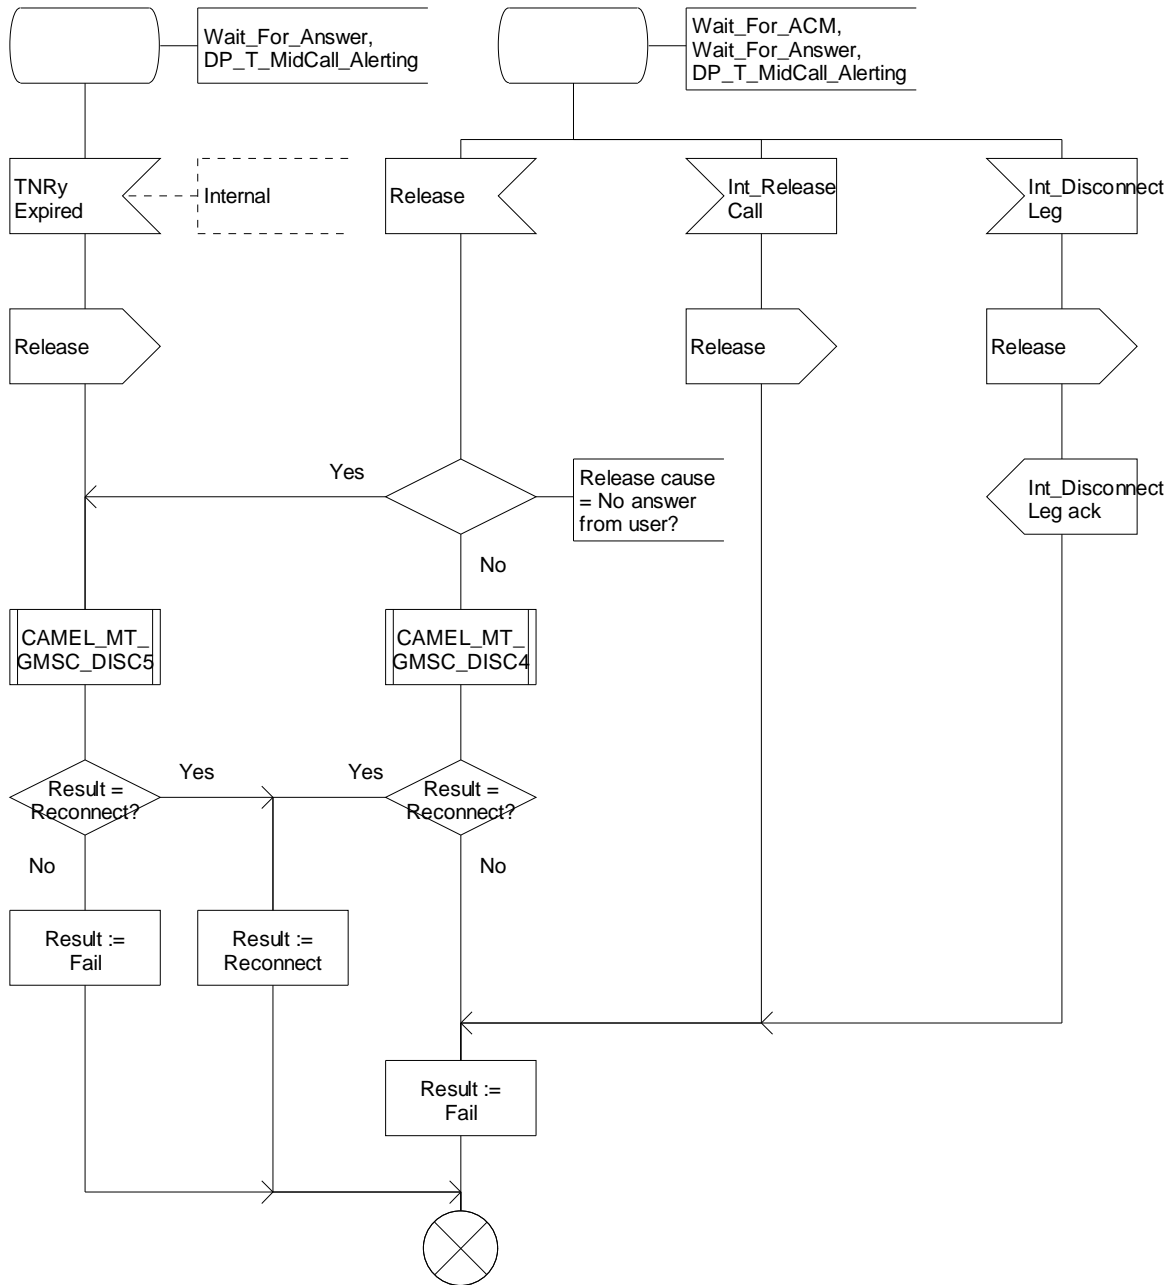 Wait_For_Answer,
DP_T_MidCall_Alerting
Wait_For_ACM,
Wait_For_Answer,
DP_T_MidCall_Alerting
TNRy
Expired
Internal
Release
Int_Release
Call
Int_Disconnect
Leg
Release
Release
Release
Yes
Release cause
= No answer
from user?
Int_Disconnect
Leg ack
No
CAMEL_MT_
GMSC_DISC5
CAMEL_MT_
GMSC_DISC4
Result =
Reconnect?
Yes
Yes
Result =
Reconnect?
No
No
Result :=
Fail
Result :=
Reconnect
Result :=
Fail